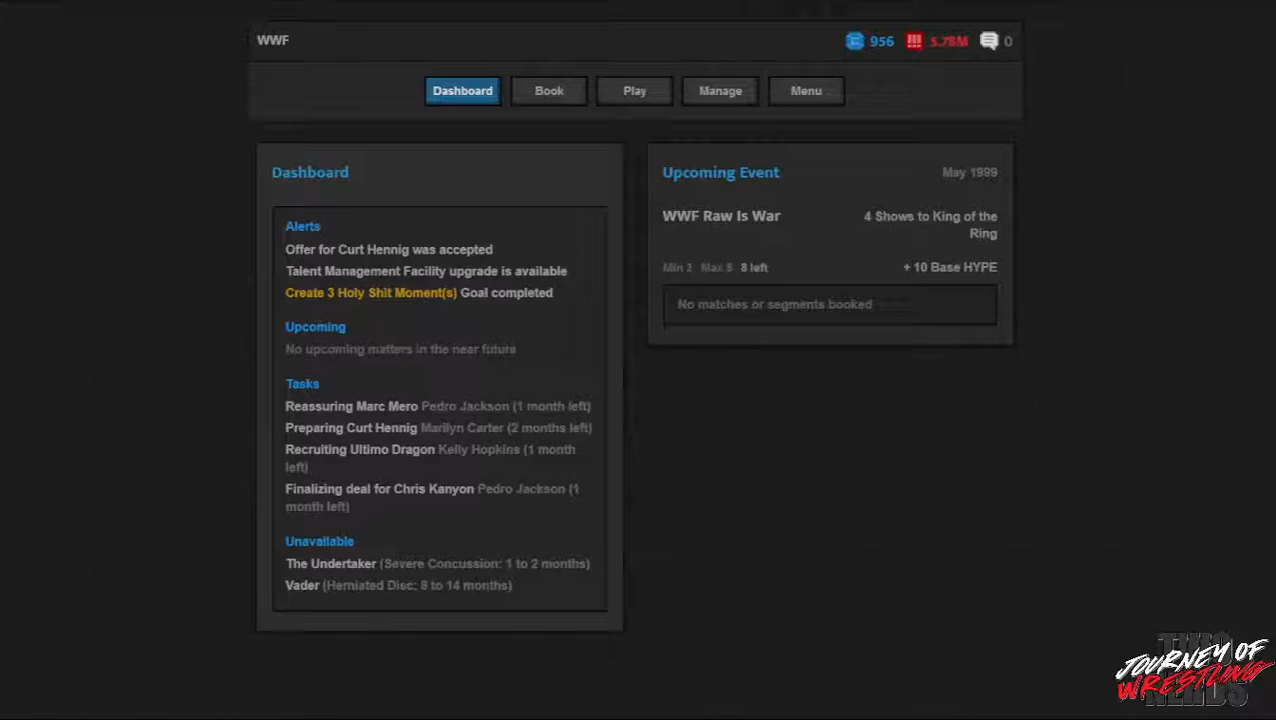 WWF
956 5.78M 0
Dashboard Book Play Manage Menu
Dashboard
Alerts
Offer for Curt Hennig was accepted
Talent Management Facility upgrade is available
Create 3 Holy Shit Moment(s) Goal completed
Upcoming
No upcoming matters in the near future
Tasks
Reassuring Marc Mero Pedro Jackson (1 month left)
Preparing Curt Hennig Marilyn Carter (2 months left)
Recruiting Ultimo Dragon Kelly Hopkins (1 month
left)
Finalizing deal for Chris Kanyon Pedro Jackson (1
month left)
Unavailable
The Undertaker (Severe Concussion: 1 to 2 months)
Vader (Herniated Disc: 8 to 14 months)
Upcoming Event May 1999
WWF Raw Is War 4 Shows to King of the
Ring
Min 2 Max 8 8 left + 10 Base HYPE
No matches or segments booked
JOURNEY OF
WRESTLING